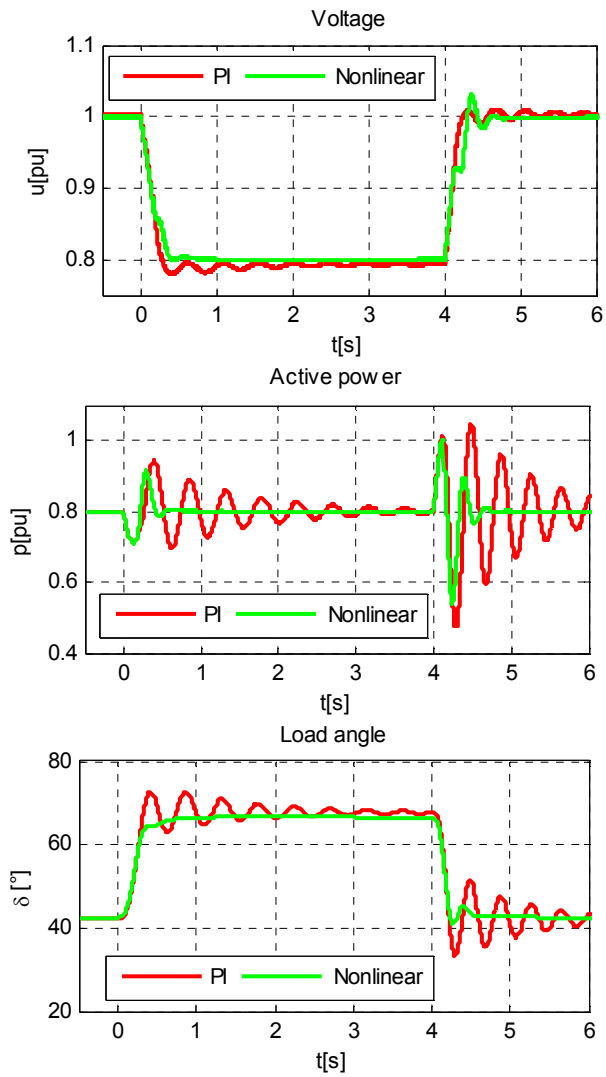 Voltage
1.1
PI Nonlinear
1
u[pu]
0.9
0.8
0 1 2 3 4 5 6
t[s]
Active power
1
p[pu]
0.8
0.6
PI Nonlinear
0.4
0 1 2 3 4 5 6
t[s]
Load angle
80
60
δ [°]
40
PI Nonlinear
20
0 1 2 3 4 5 6
t[s]